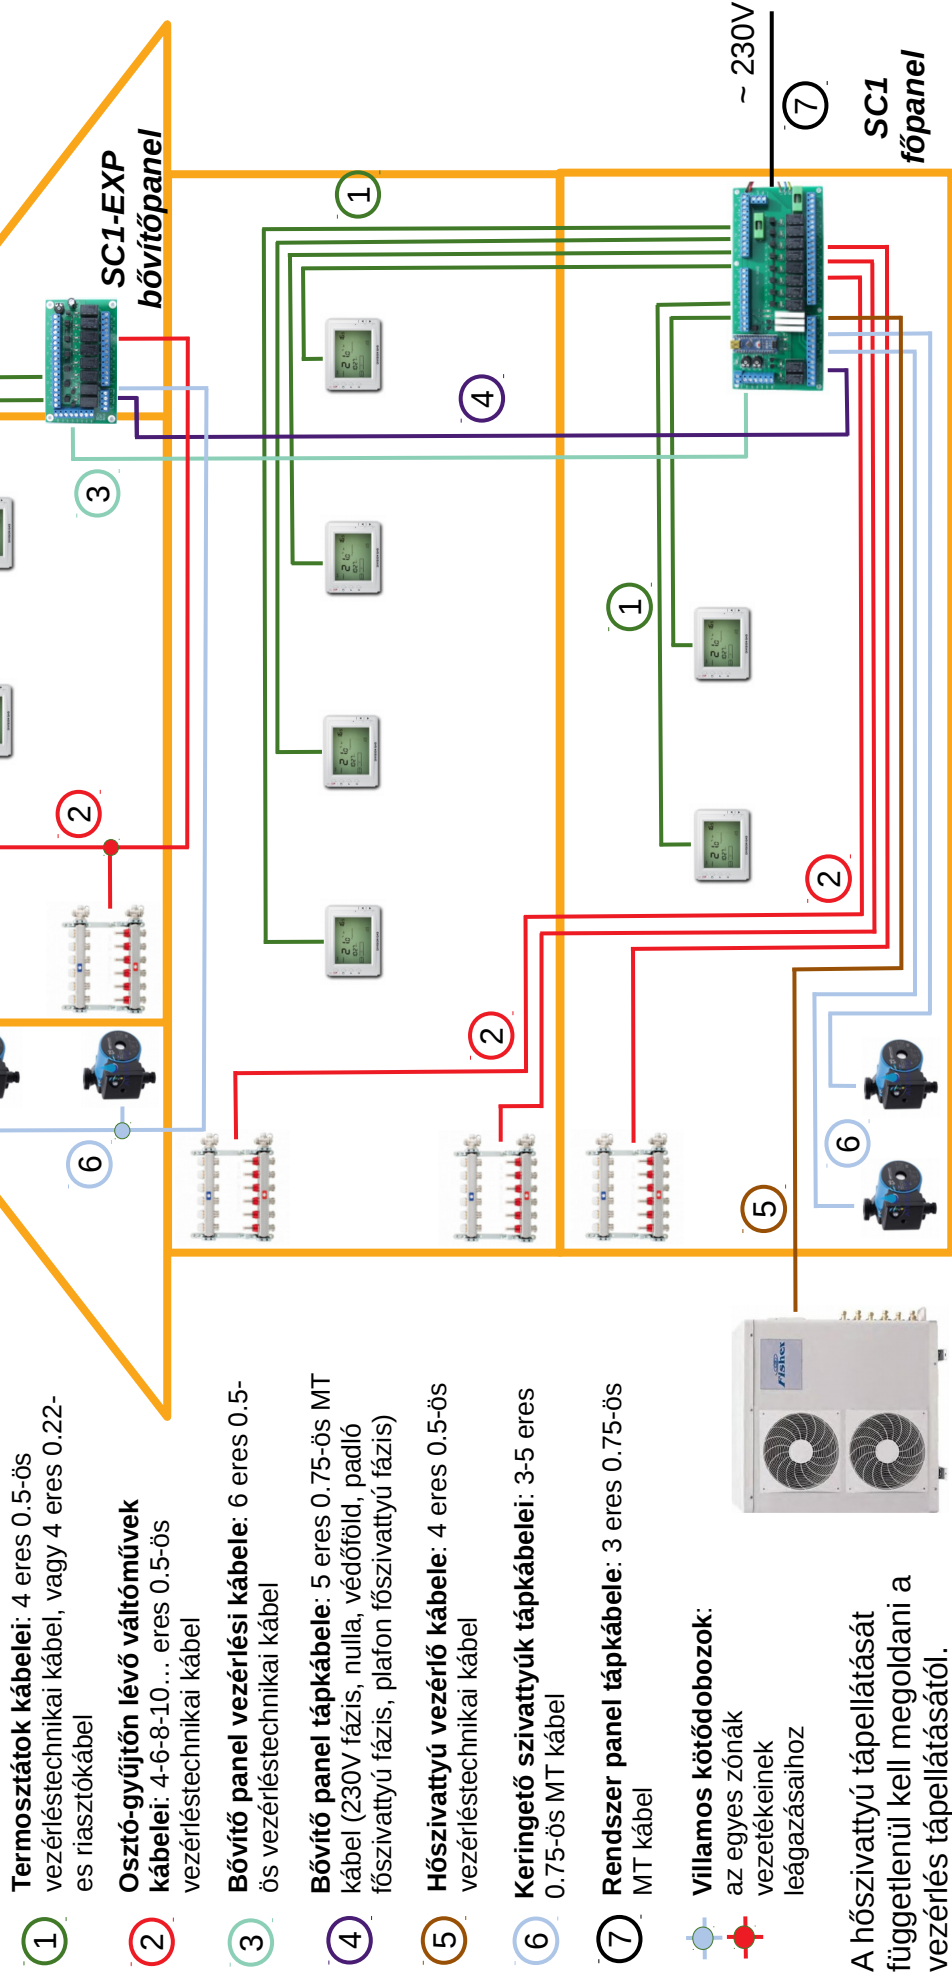 SC1-EXP
bővítőpanel
~ 230V
7
SC1
főpanel
1
4
3
1
2
2
2
6
5
6
Fishex
1
Termosztátok kábelei: 4 eres 0.5-ös
vezérléstechnikai kábel, vagy 4 eres 0.22-
es riasztókábel
2
Osztó-gyűjtőn lévő váltóművek
kábelei: 4-6-8-10... eres 0.5-ös
vezérléstechnikai kábel
3
Bővítő panel vezérlési kábele: 6 eres 0.5-
ös vezérléstechnikai kábel
4
Bővítő panel tápkábele: 5 eres 0.75-ös MT
kábel (230V fázis, nulla, védőföld, padló
főszivattyú fázis, plafon főszivattyú fázis)
5
Hőszivattyú vezérlő kábele: 4 eres 0.5-ös
vezérléstechnikai kábel
6
Keringető szivattyúk tápkábelei: 3-5 eres
0.75-ös MT kábel
7
Rendszer panel tápkábele: 3 eres 0.75-ös
MT kábel
Villamos kötődobozok:
az egyes zónák
vezetékeinek
leágazásaihoz
A hőszivattyú tápellátását
függetlenül kell megoldani a
vezérlés tápellátásától.